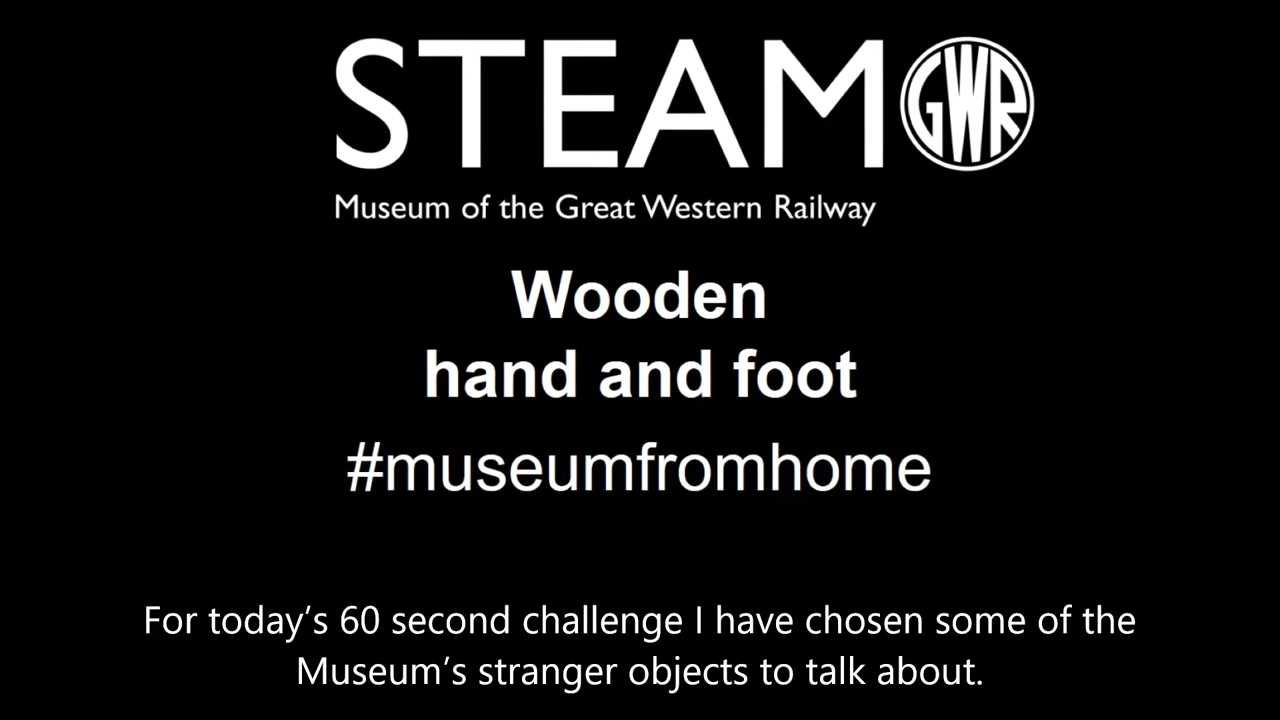 STEAM GWR
Museum of the Great Western Railway
Wooden
hand and foot
#museumfromhome
For today’s 60 second challenge I have chosen some of the
Museum’s stranger objects to talk about.